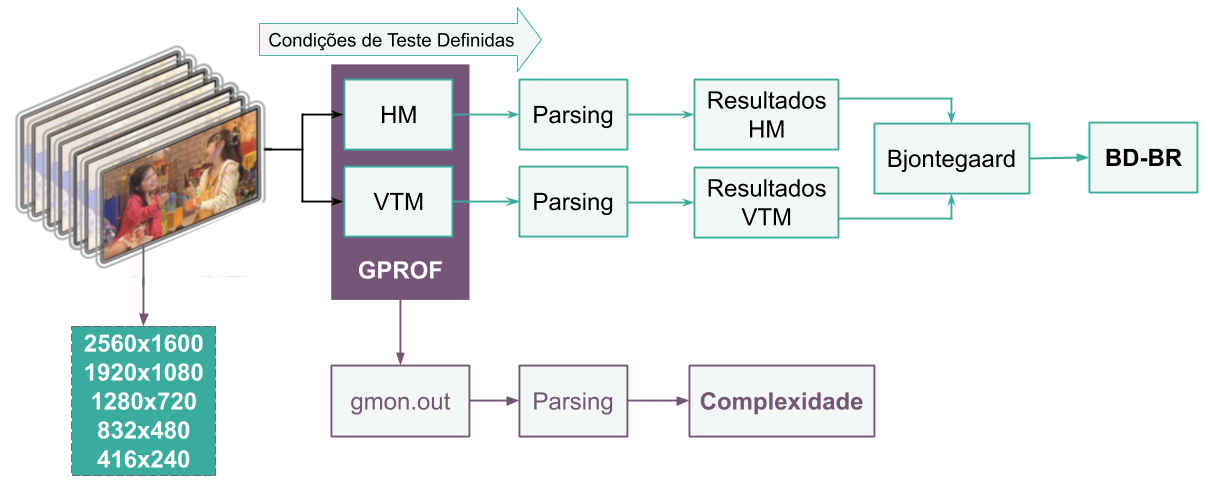 Condições de Teste Definidas
HM
Parsing
Resultados
HM
Bjontegaard
BD-BR
VTM
Parsing
Resultados
VTM
GPROF
2560x1600
1920x1080
1280x720
832x480
416x240
gmon.out
Parsing
Complexidade